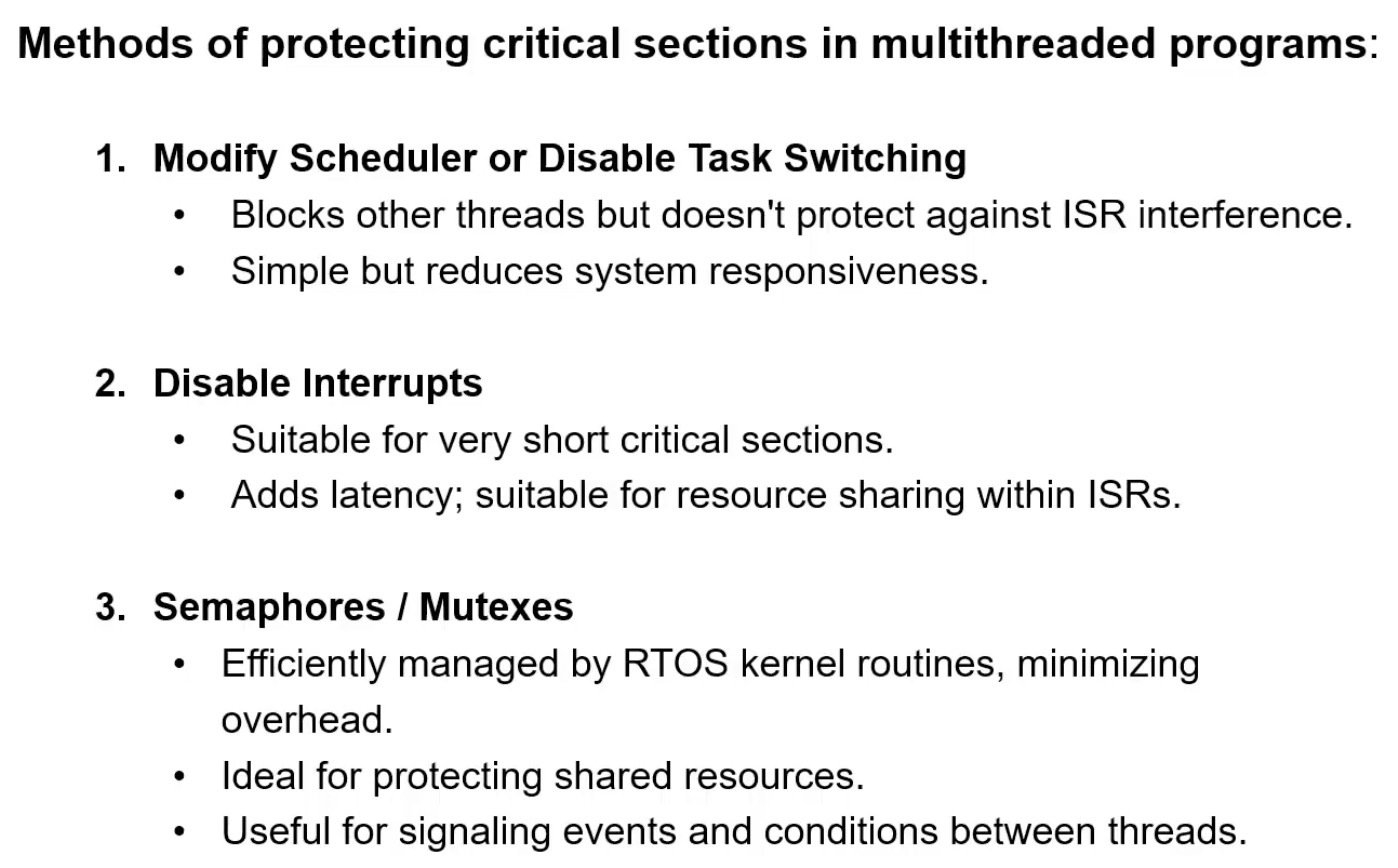 Methods of protecting critical sections in multithreaded programs:
1. Modify Scheduler or Disable Task Switching
• Blocks other threads but doesn't protect against ISR interference.
• Simple but reduces system responsiveness.
2. Disable Interrupts
• Suitable for very short critical sections.
• Adds latency; suitable for resource sharing within ISRs.
3. Semaphores / Mutexes
• Efficiently managed by RTOS kernel routines, minimizing
overhead.
• Ideal for protecting shared resources.
• Useful for signaling events and conditions between threads.